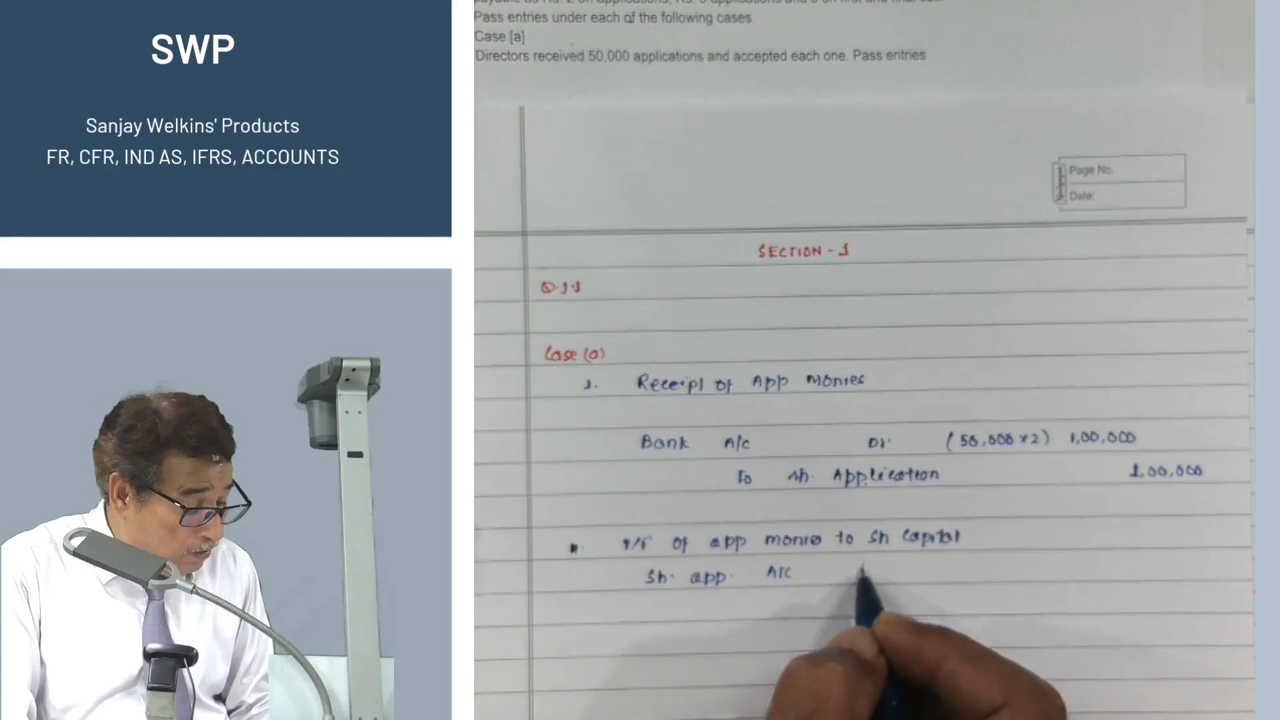 SWP
Sanjay Welkins' Products
FR, CFR, IND AS, IFRS, ACCOUNTS
Pass entries under each of the following cases
Case [a]
Directors received 50,000 applications and accepted each one. Pass entries
Page No.
Date:
SECTION - 1
Case (a)
1. Receipt of App Monies
Bank A/c Dr. (50,000 x 2) 1,00,000
To sh Application 1,00,000
T/F of app monies to sh capital
Sh. app. A/c